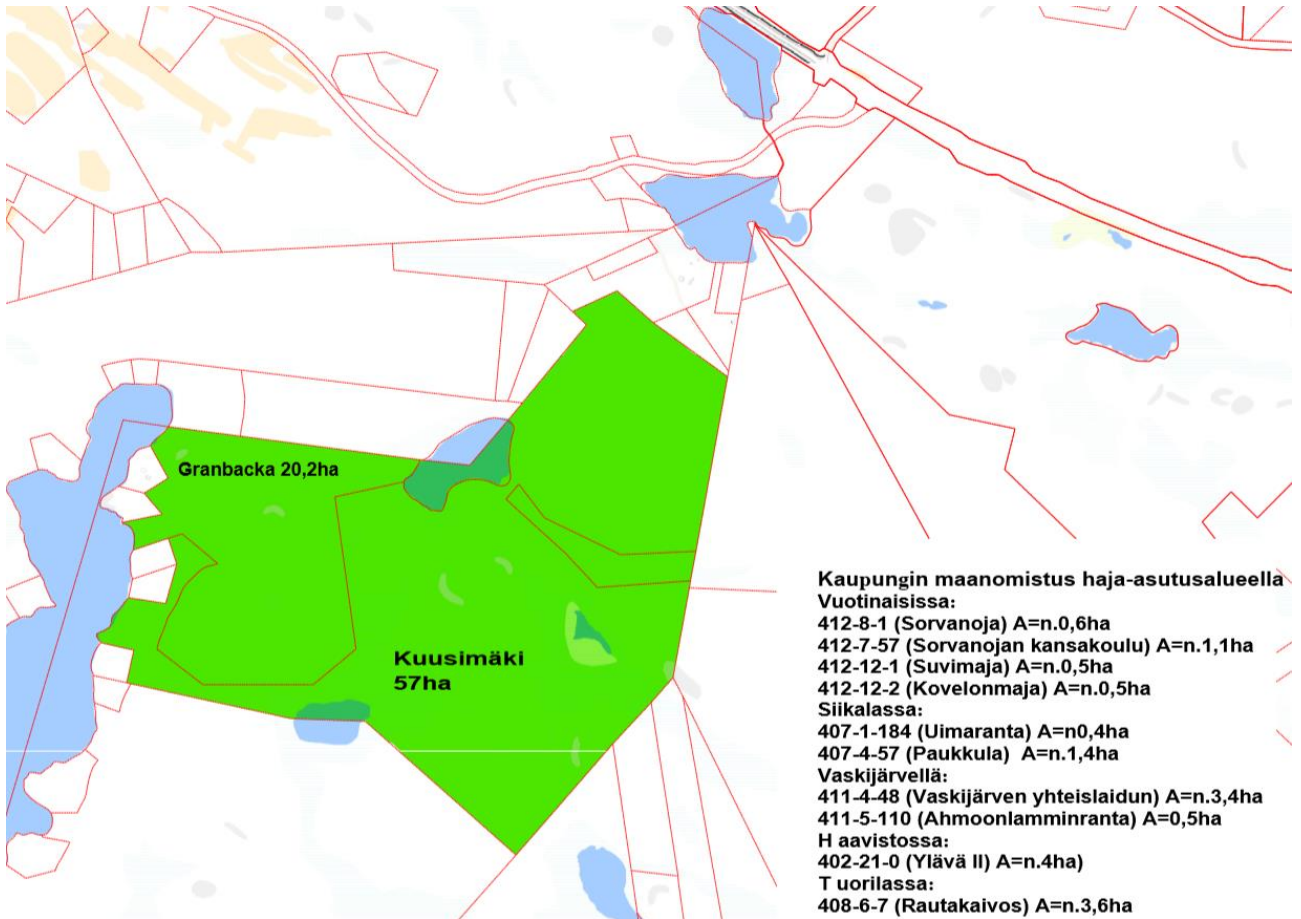 Granbacka 20,2ha
Kuusimäki
57ha
Kaupungin maanomistus haja-asutusalueella
Vuotinaisissa:
412-8-1 (Sorvanoja) A=n.0,6ha
412-7-57 (Sorvanojan kansakoulu) A=n.1,1ha
412-12-1 (Suvimaja) A=n.0,5ha
412-12-2 (Kovelonmaja) A=n.0,5ha
Siikalassa:
407-1-184 (Uimaranta) A=n0,4ha
407-4-57 (Paukkula) A=n.1,4ha
Vaskijärvellä:
411-4-48 (Vaskijärven yhteislaidun) A=n.3,4ha
411-5-110 (Ahmoonlamminranta) A=0,5ha
H aavistossa:
402-21-0 (Ylävä II) A=n.4ha)
T uorilassa:
408-6-7 (Rautakaivos) A=n.3,6ha